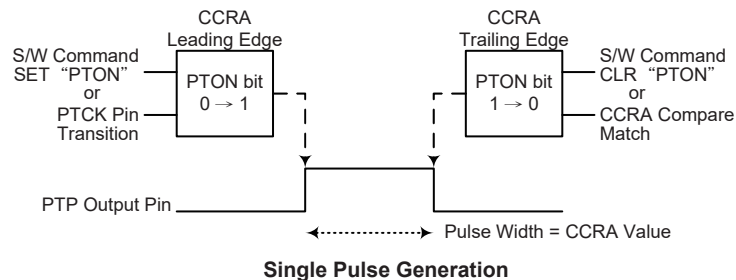 CCRA
Leading Edge
S/W Command
SET “PTON”
or
PTCK Pin
Transition
PTON bit
0 → 1
CCRA
Trailing Edge
PTON bit
1 → 0
S/W Command
CLR “PTON”
or
CCRA Compare
Match
PTP Output Pin
Pulse Width = CCRA Value
Single Pulse Generation